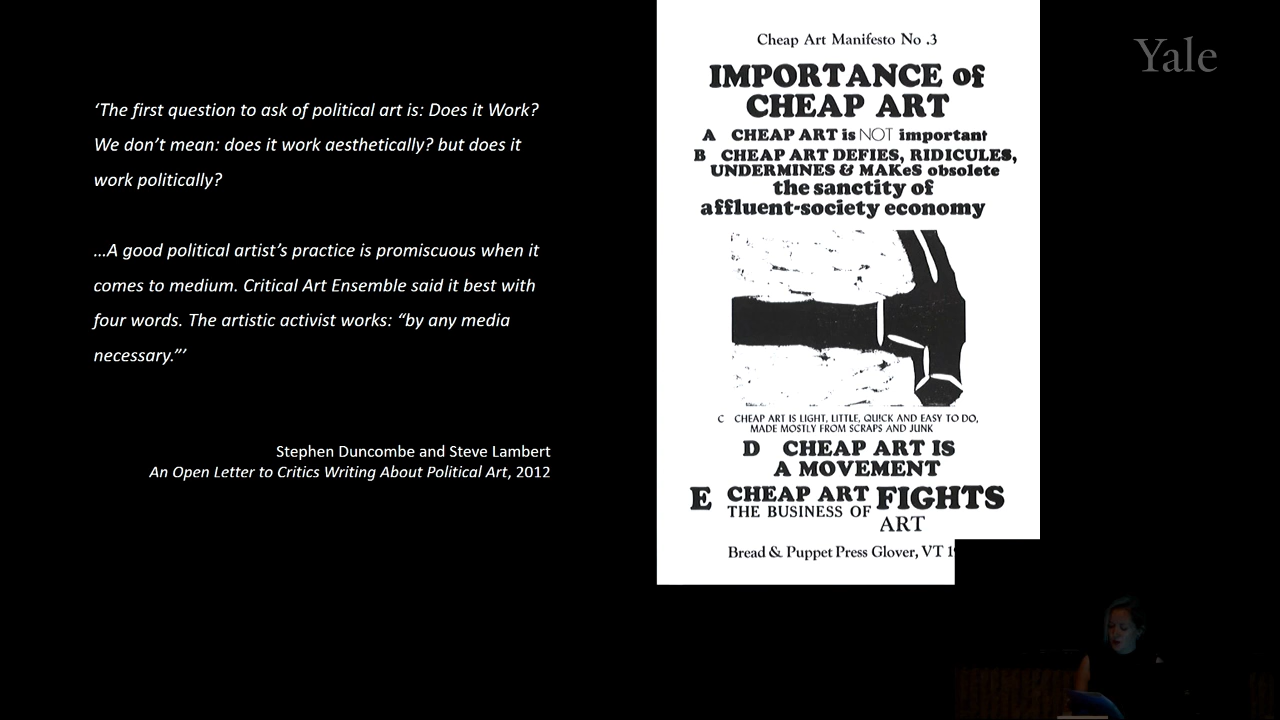 ‘The first question to ask of political art is: Does it Work?
We don’t mean: does it work aesthetically? but does it
work politically?
…A good political artist’s practice is promiscuous when it
comes to medium. Critical Art Ensemble said it best with
four words. The artistic activist works: “by any media
necessary.”’
Stephen Duncombe and Steve Lambert
An Open Letter to Critics Writing About Political Art, 2012
Cheap Art Manifesto No .3
IMPORTANCE of
CHEAP ART
A CHEAP ART is NOT important
B CHEAP ART DEFIES, RIDICULES,
UNDERMINES & MAKeS obsolete
the sanctity of
affluent-society economy
C CHEAP ART IS LIGHT, LITTLE, QUICK AND EASY TO DO,
MADE MOSTLY FROM SCRAPS AND JUNK
D CHEAP ART IS
A MOVEMENT
E CHEAP ART FIGHTS
THE BUSINESS OF ART
Bread & Puppet Press Glover, VT
Yale